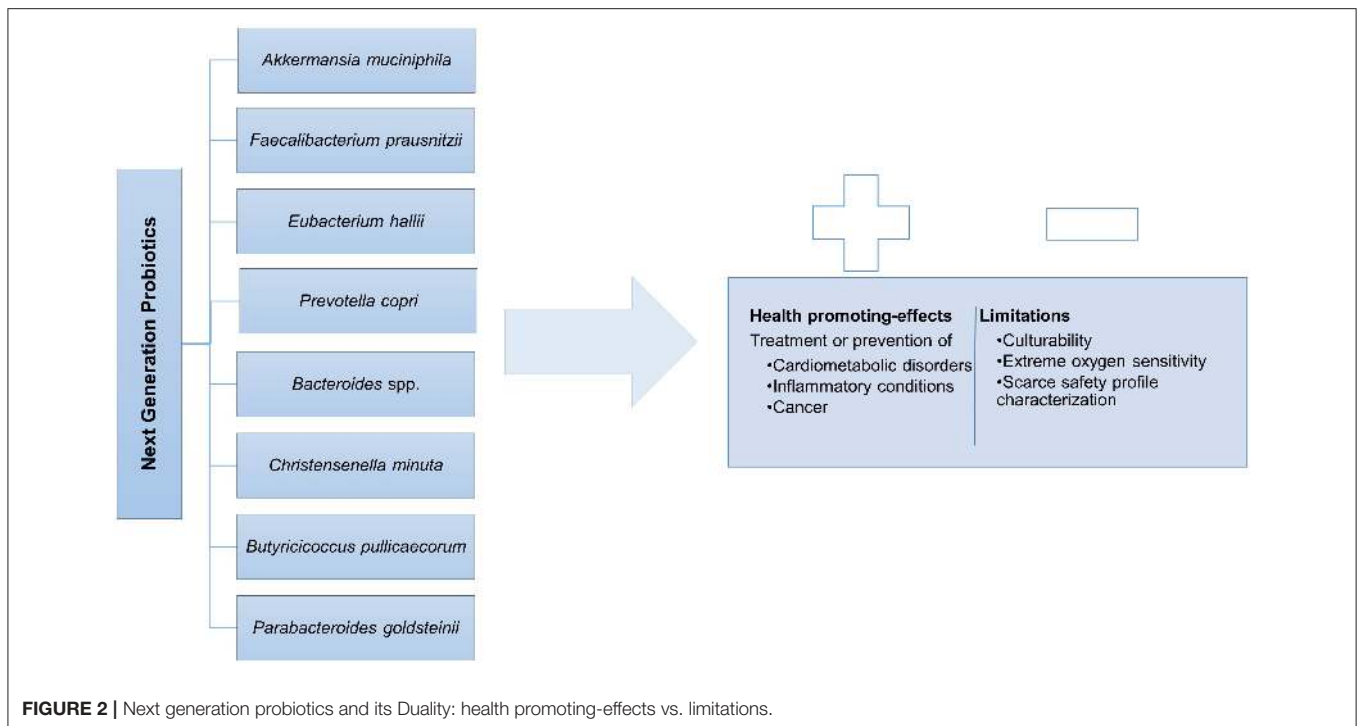 Next Generation Probiotics
Akkermansia muciniphila
Faecalibacterium prausnitzii
Eubacterium hallii
Prevotella copri
Bacteroides spp.
Christensenella minuta
Butyricicoccus pullicaecorum
Parabacteroides goldsteinii
Health promoting-effects
Treatment or prevention of
•Cardiometabolic disorders
•Inflammatory conditions
•Cancer
Limitations
•Culturability
•Extreme oxygen sensitivity
•Scarce safety profile
characterization
FIGURE 2 | Next generation probiotics and its Duality: health promoting-effects vs. limitations.